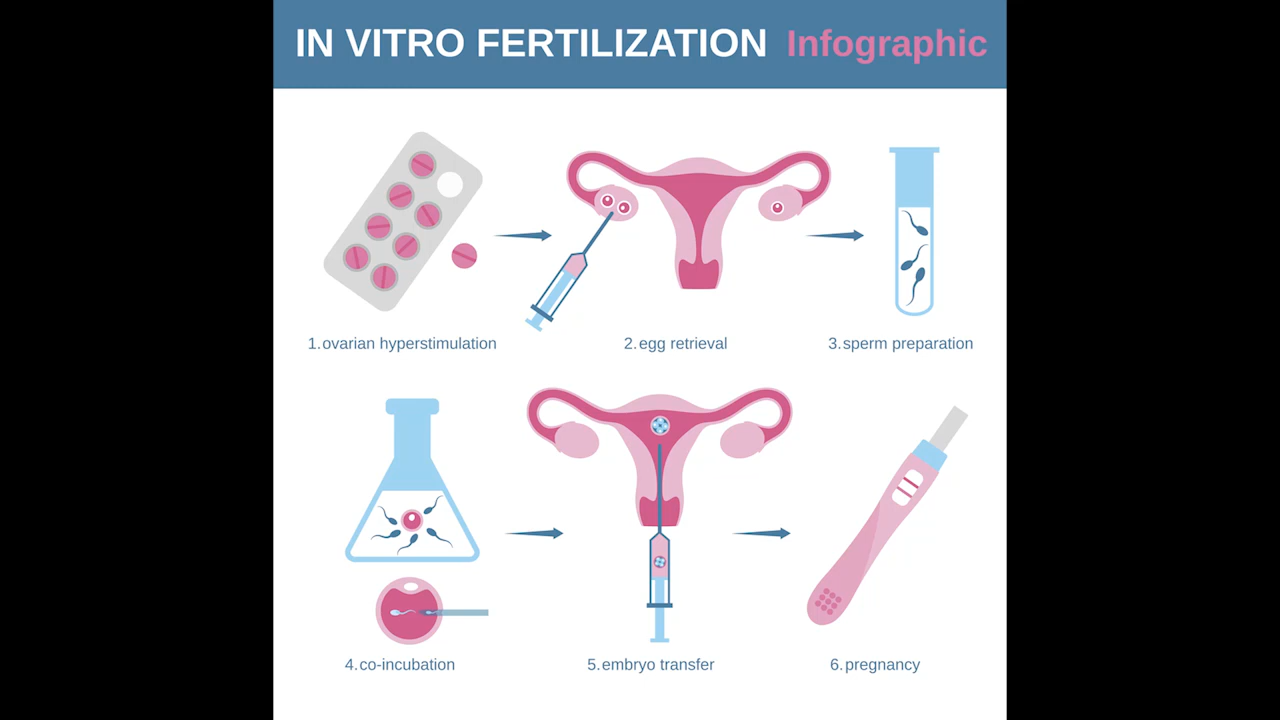 IN VITRO FERTILIZATION Infographic
1.ovarian hyperstimulation
2.egg retrieval
3.sperm preparation
4.co-incubation
5.embryo transfer
6.pregnancy